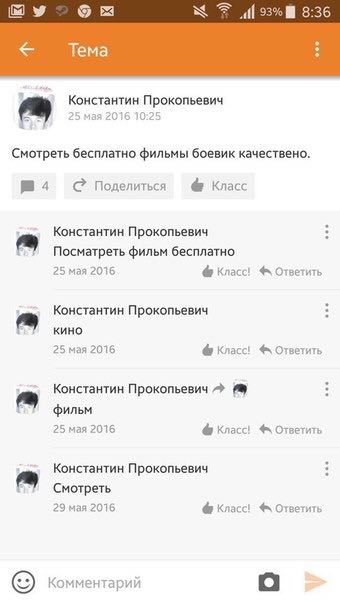 93% 8:36
Тема
Константин Прокопьевич
25 мая 2016 10:25
Смотреть бесплатно фильмы боевик качествено.
4 Поделиться Класс
Константин Прокопьевич
Посматреть фильм бесплатно
25 мая 2016 Класс! Ответить
Константин Прокопьевич
кино
25 мая 2016 Класс! Ответить
Константин Прокопьевич
фильм
25 мая 2016 Класс! Ответить
Константин Прокопьевич
Смотреть
29 мая 2016 Класс! Ответить
Комментарий